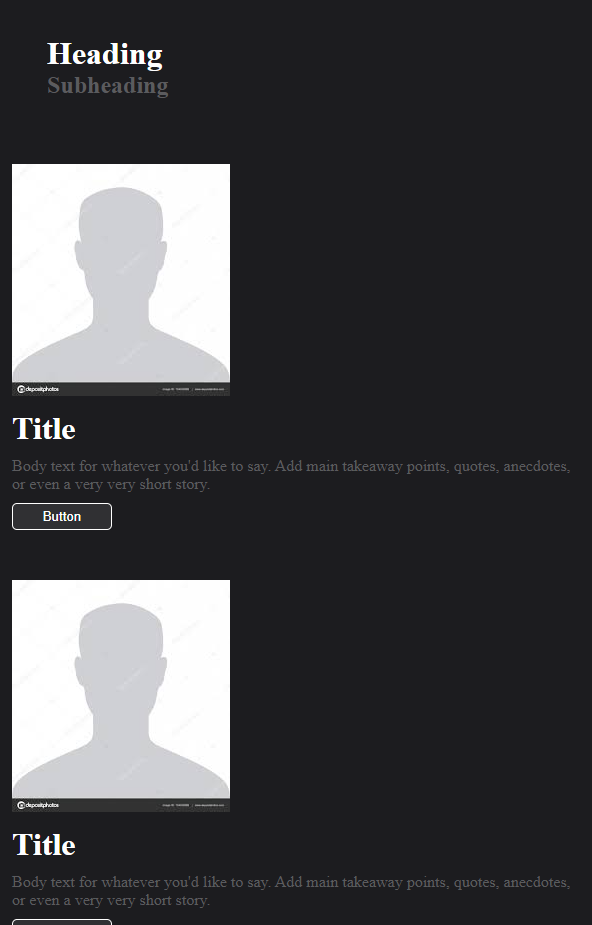 Heading
Subheading
depositphotos
Title
Body text for whatever you'd like to say. Add main takeaway points, quotes, anecdotes,
or even a very very short story.
Button
depositphotos
Title
Body text for whatever you'd like to say. Add main takeaway points, quotes, anecdotes,
or even a very very short story.